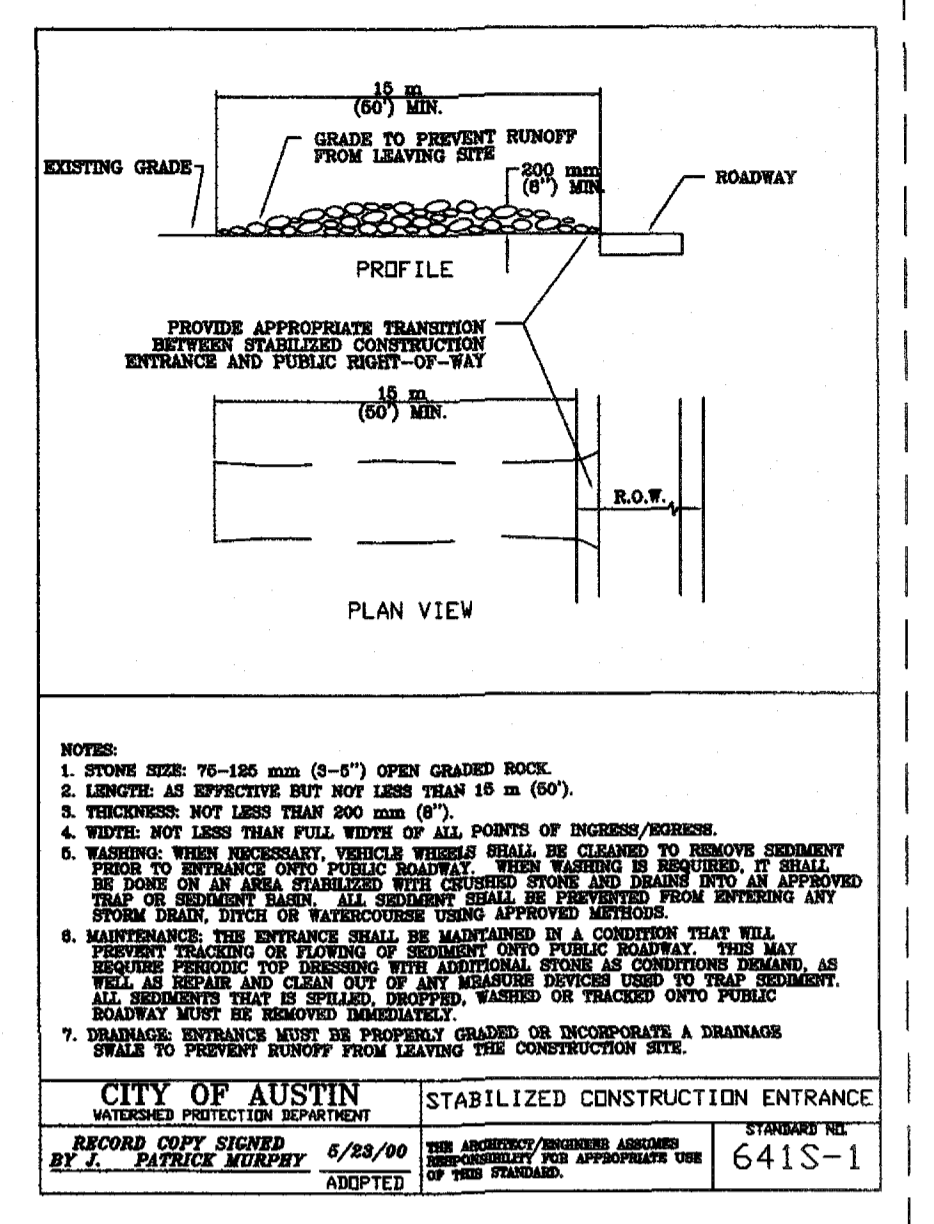 15 m
(50') MIN.
GRADE TO PREVENT RUNOFF
FROM LEAVING SITE
EXISTING GRADE
200 mm
(8") MIN.
ROADWAY
PROFILE
PROVIDE APPROPRIATE TRANSITION
BETWEEN STABILIZED CONSTRUCTION
ENTRANCE AND PUBLIC RIGHT-OF-WAY
15 m
(50') MIN.
R.O.W.
PLAN VIEW
NOTES:
1. STONE SIZE: 75-125 mm (3-5") OPEN GRADED ROCK.
2. LENGTH: AS EFFECTIVE BUT NOT LESS THAN 15 m (50').
3. THICKNESS: NOT LESS THAN 200 mm (8").
4. WIDTH: NOT LESS THAN FULL WIDTH OF ALL POINTS OF INGRESS/EGRESS.
5. WASHING: WHEN NECESSARY, VEHICLE WHEELS SHALL BE CLEANED TO REMOVE SEDIMENT
PRIOR TO ENTRANCE ONTO PUBLIC ROADWAY. WHEN WASHING IS REQUIRED, IT SHALL
BE DONE ON AN AREA STABILIZED WITH CRUSHED STONE AND DRAINS INTO AN APPROVED
TRAP OR SEDIMENT BASIN. ALL SEDIMENT SHALL BE PREVENTED FROM ENTERING ANY
STORM DRAIN, DITCH OR WATERCOURSE USING APPROVED METHODS.
6. MAINTENANCE: THE ENTRANCE SHALL BE MAINTAINED IN A CONDITION THAT WILL
PREVENT TRACKING OR FLOWING OF SEDIMENT ONTO PUBLIC ROADWAY. THIS MAY
REQUIRE PERIODIC TOP DRESSING WITH ADDITIONAL STONE AS CONDITIONS DEMAND, AS
WELL AS REPAIR AND CLEAN OUT OF ANY MEASURE DEVICES USED TO TRAP SEDIMENT.
ALL SEDIMENTS THAT IS SPILLED, DROPPED, WASHED OR TRACKED ONTO PUBLIC
ROADWAY MUST BE REMOVED IMMEDIATELY.
7. DRAINAGE: ENTRANCE MUST BE PROPERLY GRADED OR INCORPORATE A DRAINAGE
SWALE TO PREVENT RUNOFF FROM LEAVING THE CONSTRUCTION SITE.
CITY OF AUSTIN
WATERSHED PROTECTION DEPARTMENT
STABILIZED CONSTRUCTION ENTRANCE
RECORD COPY SIGNED
BY J. PATRICK MURPHY
5/23/00
ADOPTED
THE ARCHITECT/ENGINEER ASSUMES
RESPONSIBILITY FOR APPROPRIATE USE
OF THIS STANDARD.
STANDARD NO.
641S-1